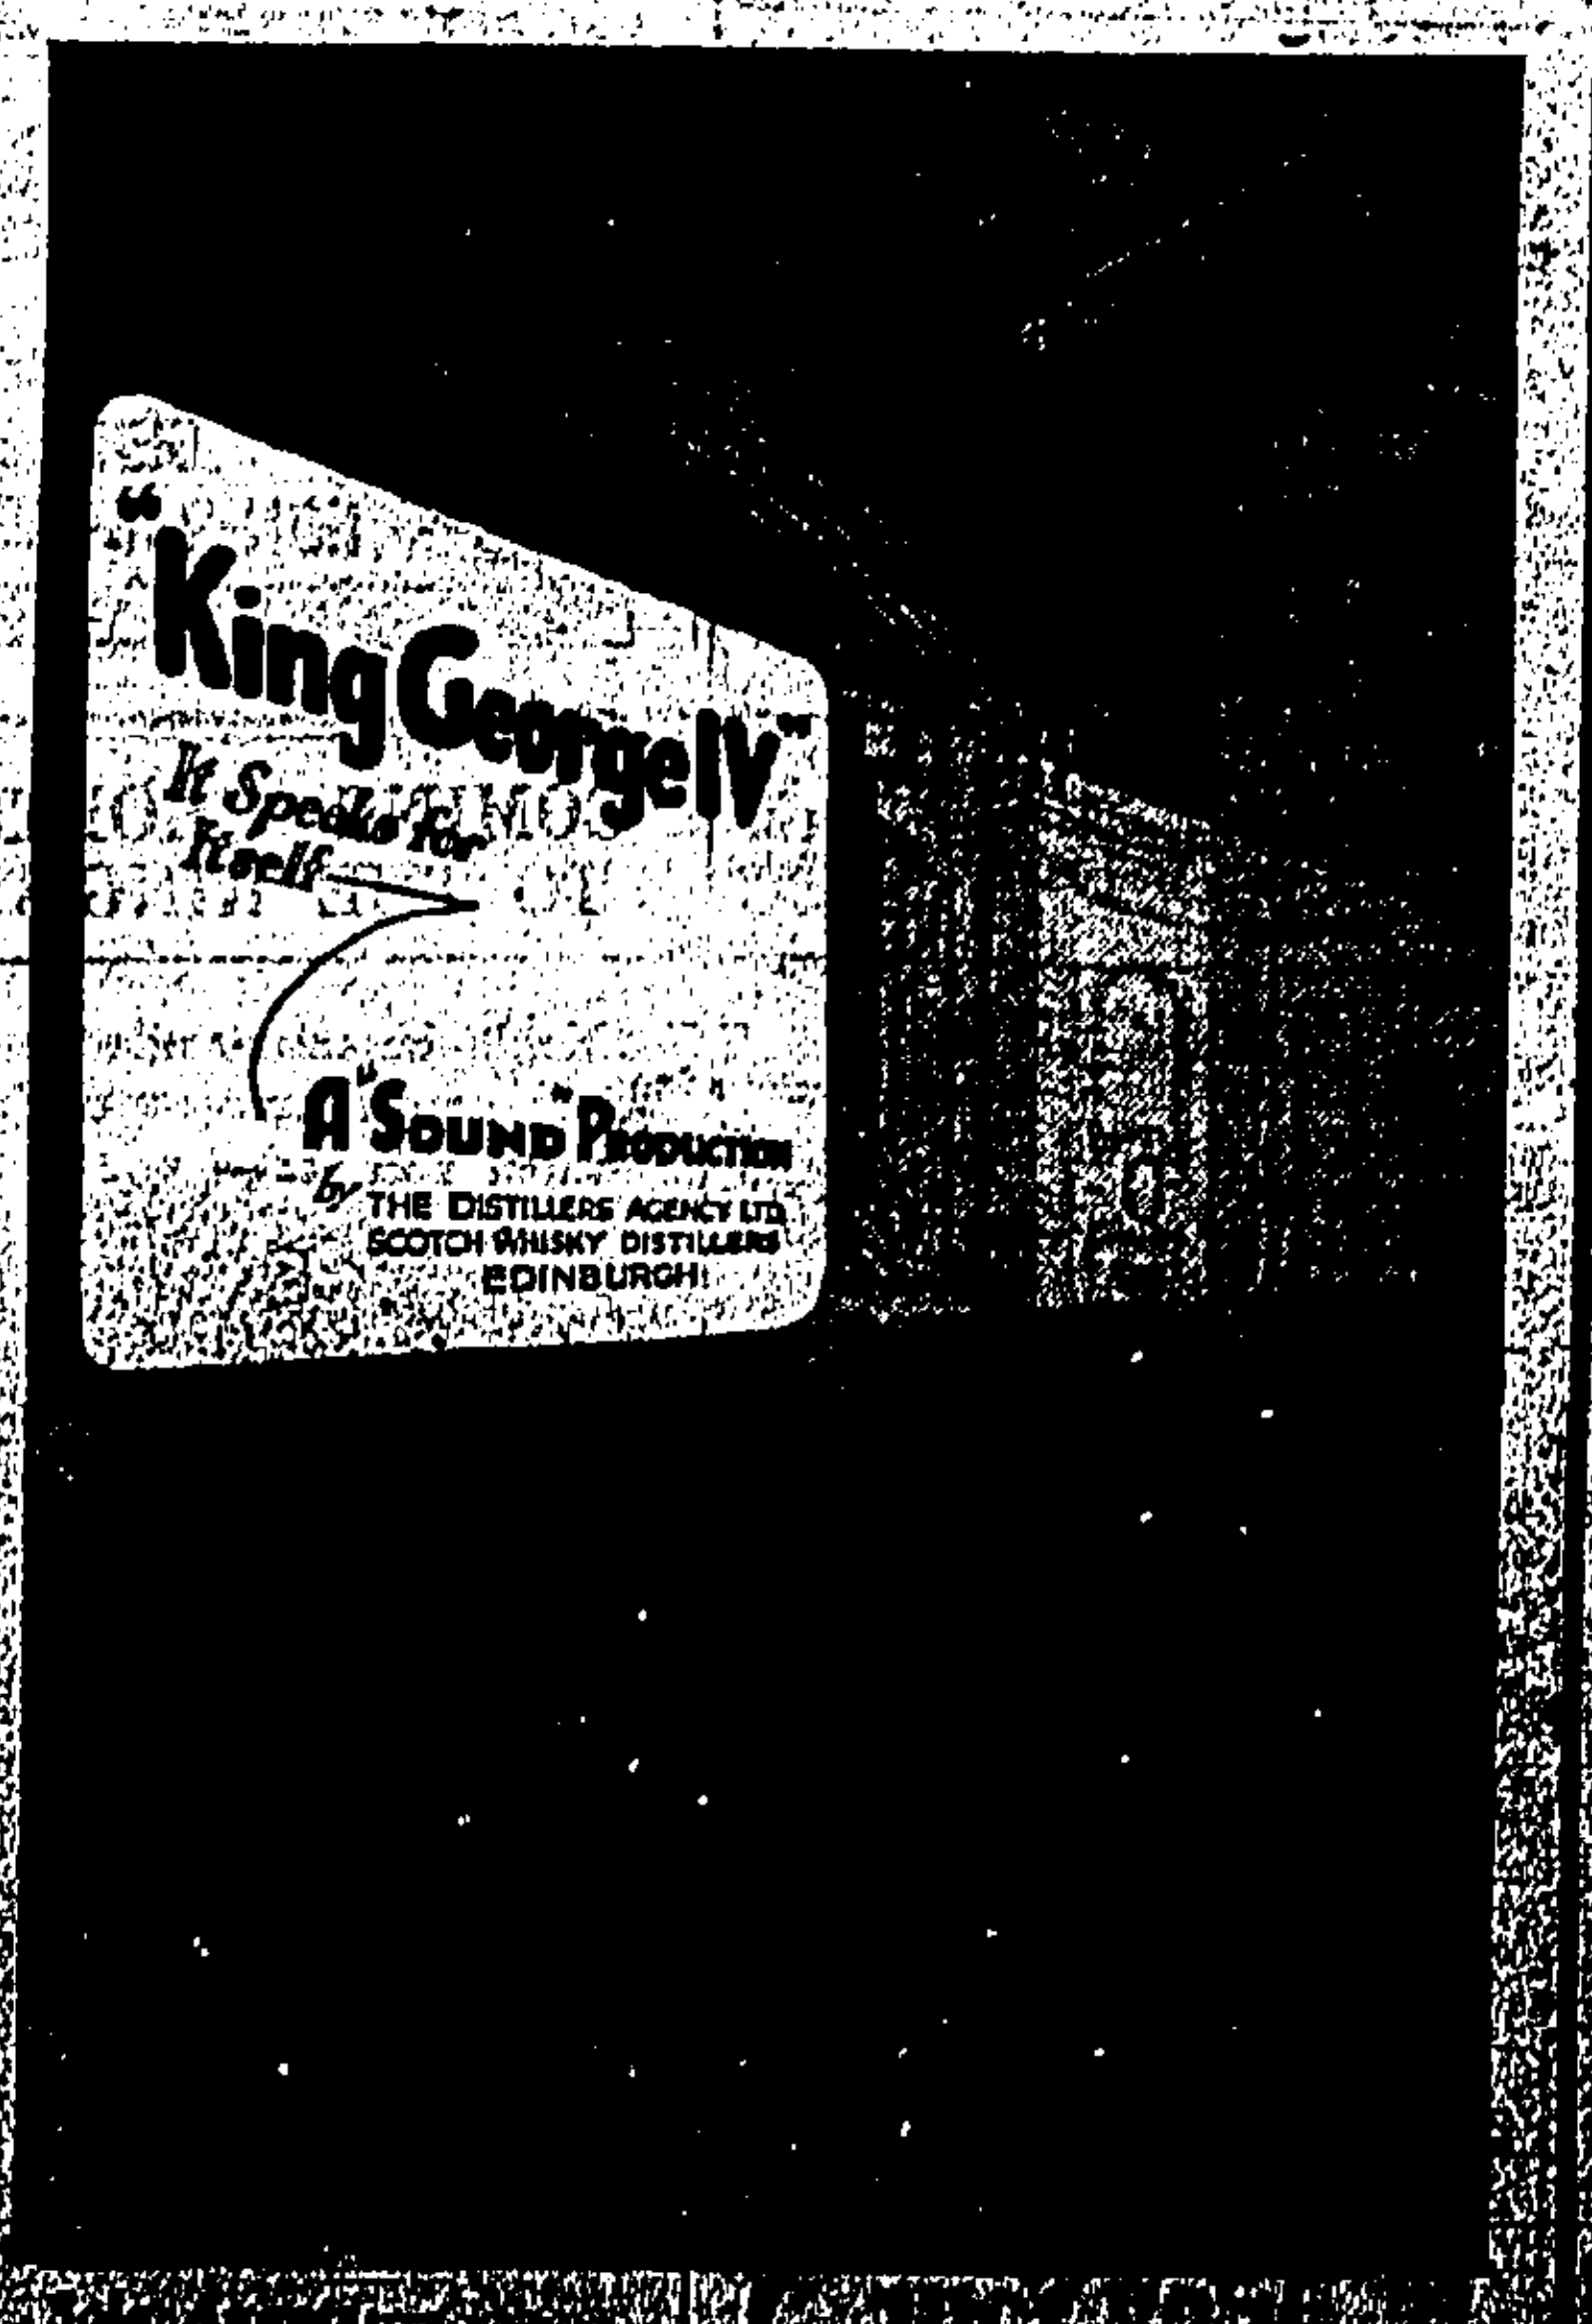 "King George IV"
It Speaks for
Itself
A "Sound" Production
by
THE DISTILLERS AGENCY LTD.
SCOTCH WHISKY DISTILLERS
EDINBURGH